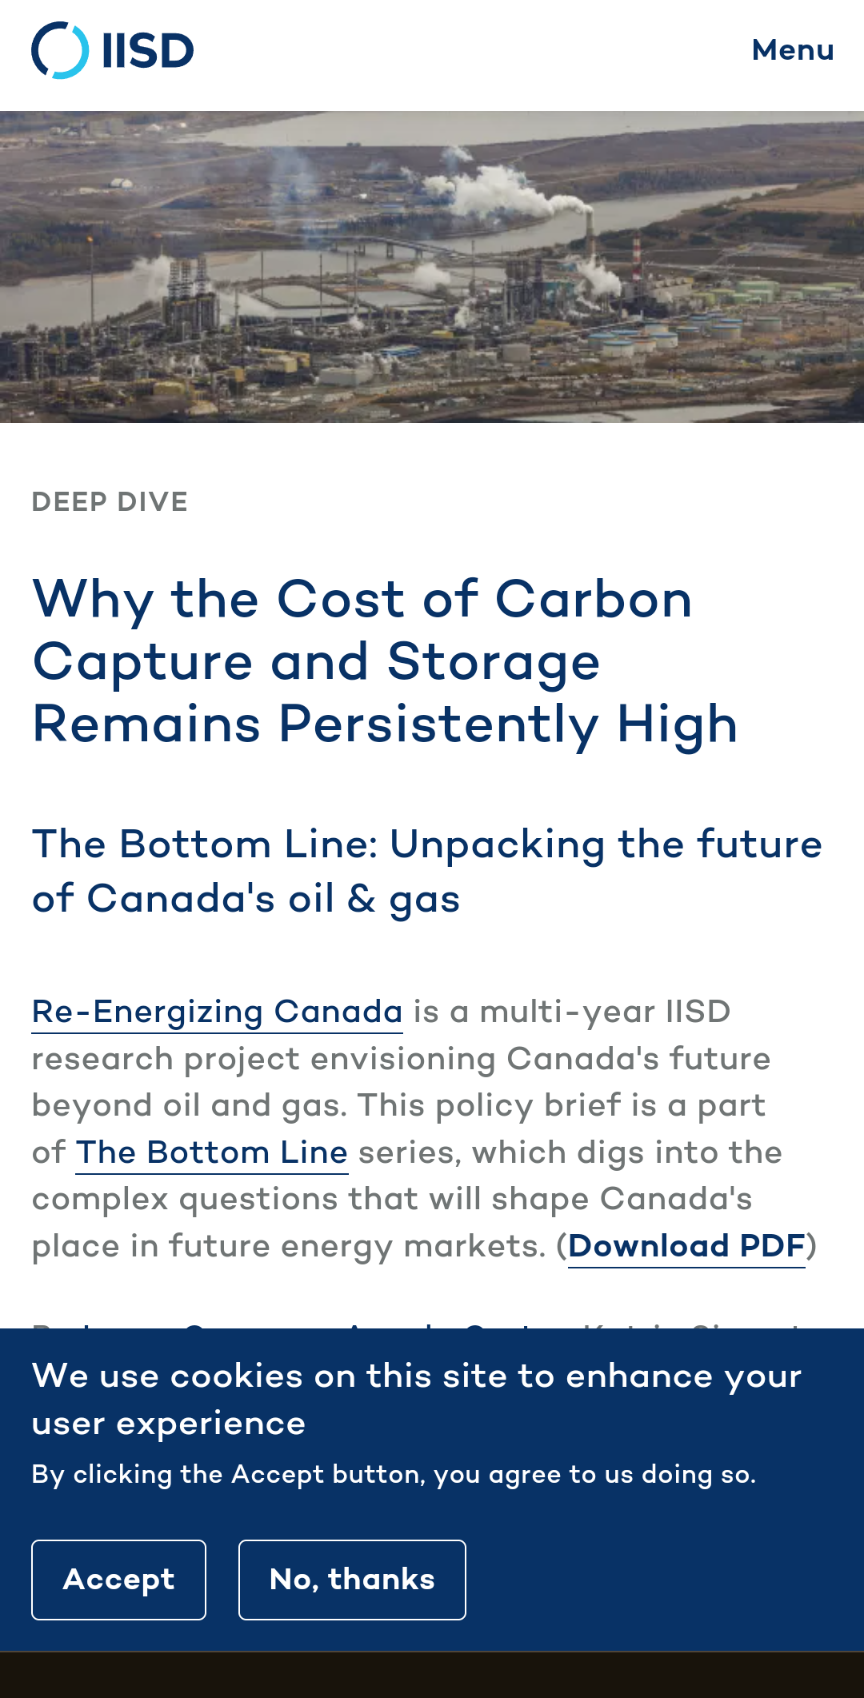 IISD
Menu
DEEP DIVE
Why the Cost of Carbon
Capture and Storage
Remains Persistently High
The Bottom Line: Unpacking the future
of Canada's oil & gas
Re-Energizing Canada is a multi-year IISD
research project envisioning Canada's future
beyond oil and gas. This policy brief is a part
of The Bottom Line series, which digs into the
complex questions that will shape Canada's
place in future energy markets. (Download PDF)
We use cookies on this site to enhance your
user experience
By clicking the Accept button, you agree to us doing so.
Accept
No, thanks